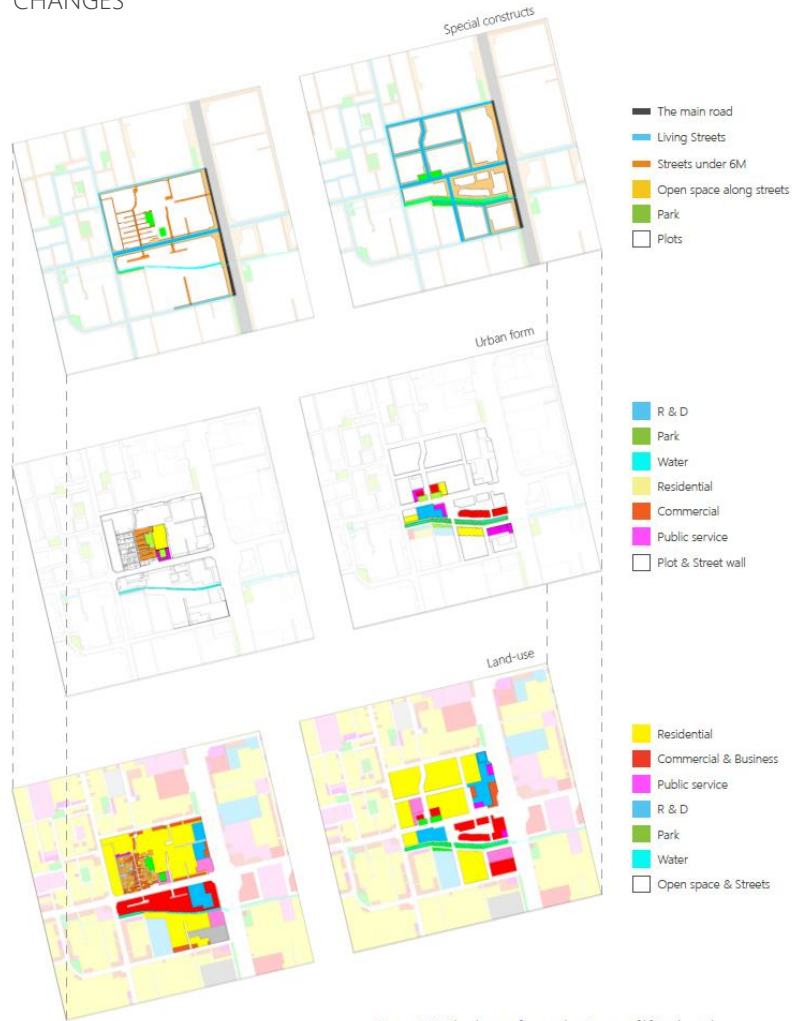 CHANGES
Special constructs
The main road
Living Streets
Streets under 6M
Open space along streets
Park
Plots
Urban form
R & D
Park
Water
Residential
Commercial
Public service
Plot & Street wall
Land-use
Residential
Commercial & Business
Public service
R & D
Park
Water
Open space & Streets